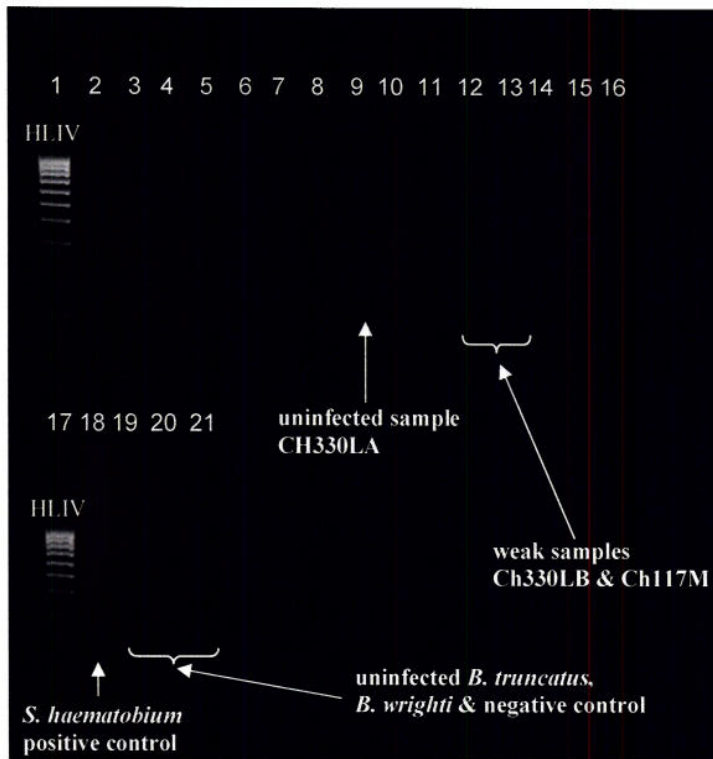 1 2 3 4 5 6 7 8 9 10 11 12 13 14 15 16
HLIV
uninfected sample
CH330LA
17 18 19 20 21
HLIV
weak samples
Ch330LB & Ch117M
uninfected B. truncatus,
B. wrighti & negative control
S. haematobium
positive control